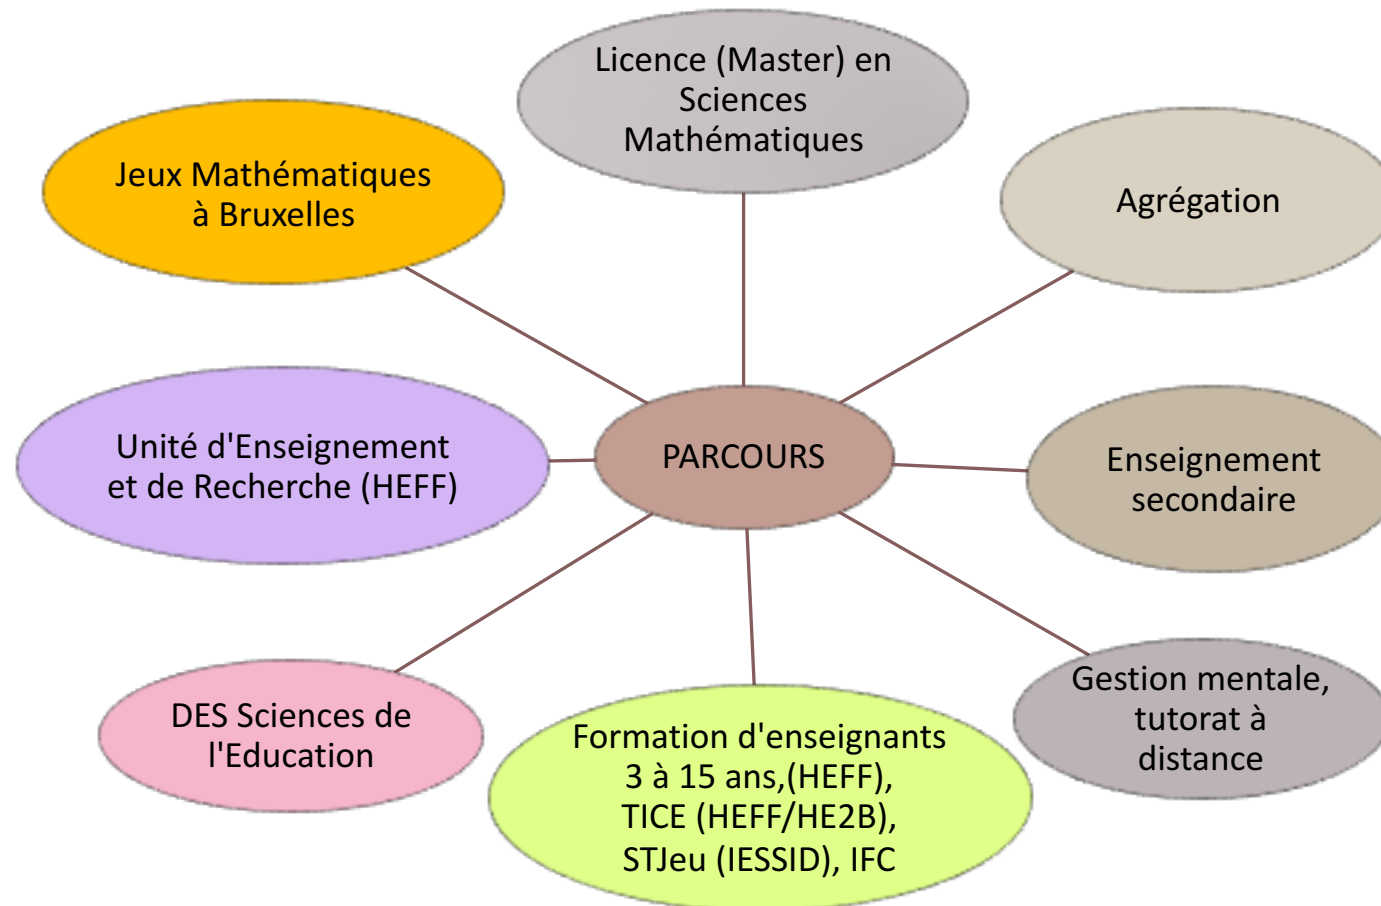 Licence (Master) en
Sciences
Mathématiques
Jeux Mathématiques
à Bruxelles
Agrégation
Unité d'Enseignement
et de Recherche (HEFF)
PARCOURS
Enseignement
secondaire
DES Sciences de
l'Education
Formation d'enseignants
3 à 15 ans,(HEFF),
TICE (HEFF/HE2B),
STJeu (IESSID), IFC
Gestion mentale,
tutorat à
distance